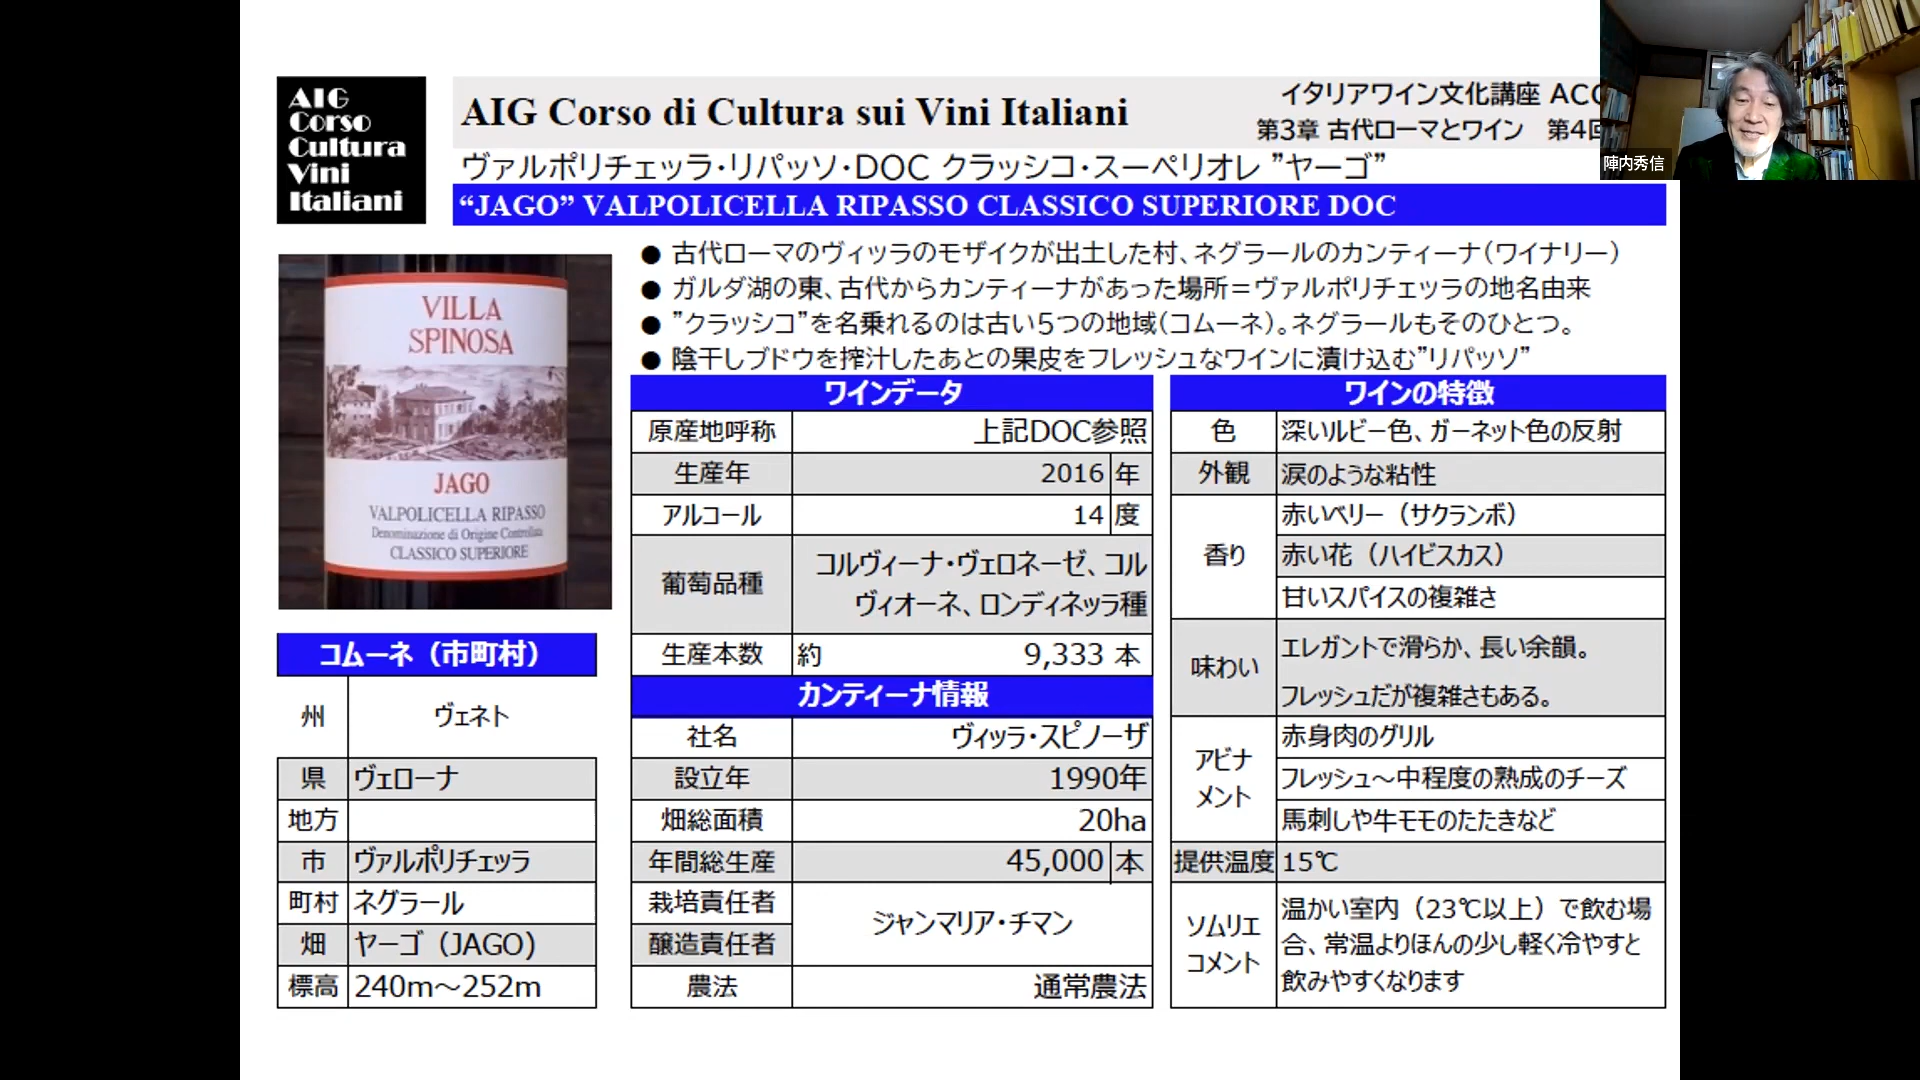 AIG
Corso
Cultura
Vini
Italiani
AIG Corso di Cultura sui Vini Italiani
イタリアワイン文化講座 ACC
第3章 古代ローマとワイン 第4回
陣内秀信
ヴァルポリチェッラ・リパッソ・DOC クラッシコ・スーペリオレ ”ヤーゴ”
“JAGO” VALPOLICELLA RIPASSO CLASSICO SUPERIORE DOC
● 古代ローマのヴィッラのモザイクが出土した村、ネグラールのカンティーナ（ワイナリー）
● ガルダ湖の東、古代からカンティーナがあった場所＝ヴァルポリチェッラの地名由来
● ”クラッシコ”を名乗れるのは古い5つの地域（コムーネ）。ネグラールもそのひとつ。
● 陰干しブドウを搾汁したあとの果皮をフレッシュなワインに漬け込む”リパッソ”
VILLA
SPINOSA
JAGO
VALPOLICELLA RIPASSO
Denominazione di Origine Controllata
CLASSICO SUPERIORE
コムーネ（市町村）
州 ヴェネト
県 ヴェローナ
地方
市 ヴァルポリチェッラ
町村 ネグラール
畑 ヤーゴ（JAGO）
標高 240m～252m
ワインデータ
原産地呼称 上記DOC参照
生産年 2016 年
アルコール 14 度
葡萄品種 コルヴィーナ・ヴェロネーゼ、コル
ヴィオーネ、ロンディネッラ種
生産本数 約 9,333 本
カンティーナ情報
社名 ヴィッラ・スピノーザ
設立年 1990年
畑総面積 20ha
年間総生産 45,000 本
栽培責任者
醸造責任者
ジャンマリア・チマン
農法 通常農法
ワインの特徴
色 深いルビー色、ガーネット色の反射
外観 涙のような粘性
香り
赤いベリー（サクランボ）
赤い花（ハイビスカス）
甘いスパイスの複雑さ
味わい
エレガントで滑らか、長い余韻。
フレッシュだが複雑さもある。
アビナ
メント
赤身肉のグリル
フレッシュ～中程度の熟成のチーズ
馬刺しや牛モモのたたきなど
提供温度 15℃
ソムリエ
コメント
温かい室内（23℃以上）で飲む場
合、常温よりほんの少し軽く冷やすと
飲みやすくなります